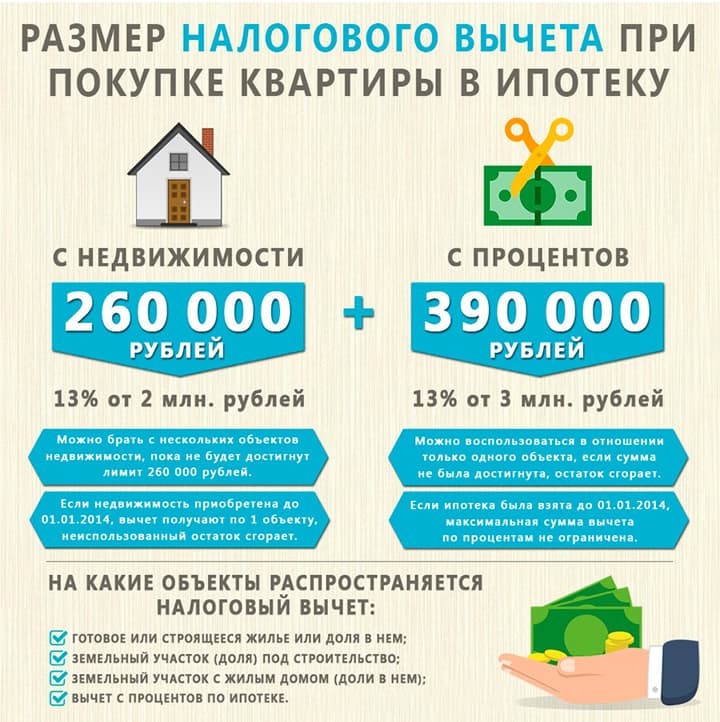 РАЗМЕР НАЛОГОВОГО ВЫЧЕТА ПРИ
ПОКУПКЕ КВАРТИРЫ В ИПОТЕКУ
С НЕДВИЖИМОСТИ
260 000
РУБЛЕЙ
13% от 2 млн. рублей
Можно брать с нескольких объектов
недвижимости, пока не будет достигнут
лимит 260 000 рублей.
Если недвижимость приобретена до
01.01.2014, вычет получают по 1 объекту,
неиспользованный остаток сгорает.
+
С ПРОЦЕНТОВ
390 000
РУБЛЕЙ
13% от 3 млн. рублей
Можно воспользоваться в отношении
только одного объекта, если сумма
не была достигнута, остаток сгорает.
Если ипотека была взята до 01.01.2014,
максимальная сумма вычета
по процентам не ограничена.
НА КАКИЕ ОБЪЕКТЫ РАСПРОСТРАНЯЕТСЯ
НАЛОГОВЫЙ ВЫЧЕТ:
ГОТОВОЕ ИЛИ СТРОЯЩЕЕСЯ ЖИЛЬЕ ИЛИ ДОЛЯ В НЕМ;
ЗЕМЕЛЬНЫЙ УЧАСТОК (ДОЛЯ) ПОД СТРОИТЕЛЬСТВО;
ЗЕМЕЛЬНЫЙ УЧАСТОК С ЖИЛЫМ ДОМОМ (ДОЛИ В НЕМ);
ВЫЧЕТ С ПРОЦЕНТОВ ПО ИПОТЕКЕ.